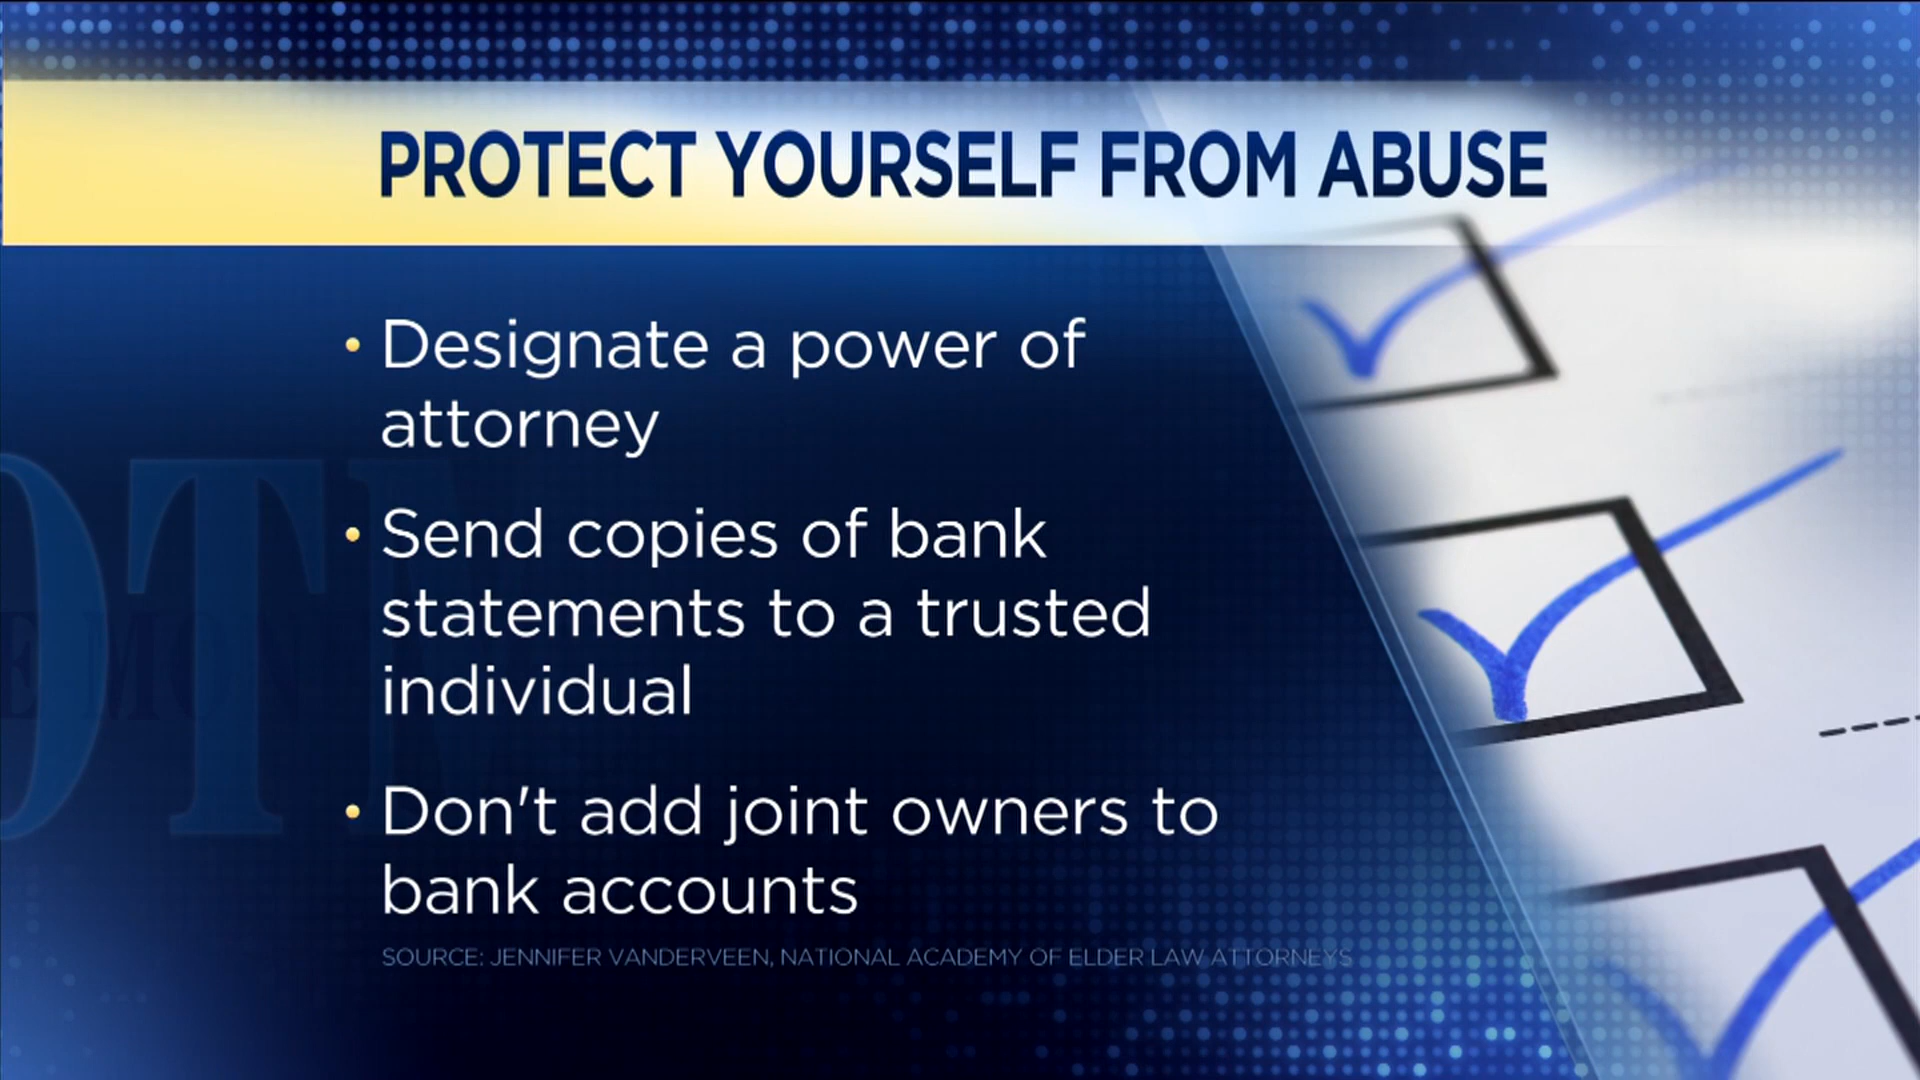 PROTECT YOURSELF FROM ABUSE
• Designate a power of
attorney
• Send copies of bank
statements to a trusted
individual
• Don't add joint owners to
bank accounts
SOURCE: JENNIFER VANDERVEEN, NATIONAL ACADEMY OF ELDER LAW ATTORNEYS